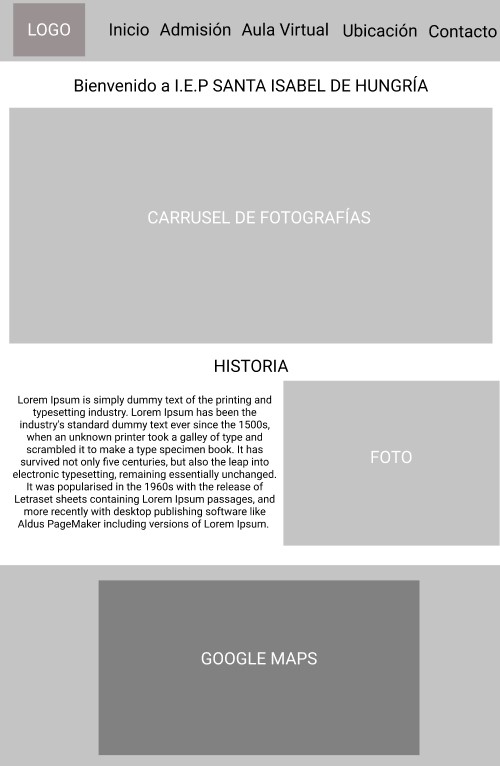 LOGO Inicio Admisión Aula Virtual Ubicación Contacto
Bienvenido a I.E.P SANTA ISABEL DE HUNGRÍA
CARRUSEL DE FOTOGRAFÍAS
HISTORIA
Lorem Ipsum is simply dummy text of the printing and
typesetting industry. Lorem Ipsum has been the
industry's standard dummy text ever since the 1500s,
when an unknown printer took a galley of type and
scrambled it to make a type specimen book. It has
survived not only five centuries, but also the leap into
electronic typesetting, remaining essentially unchanged.
It was popularised in the 1960s with the release of
Letraset sheets containing Lorem Ipsum passages, and
more recently with desktop publishing software like
Aldus PageMaker including versions of Lorem Ipsum.
FOTO
GOOGLE MAPS